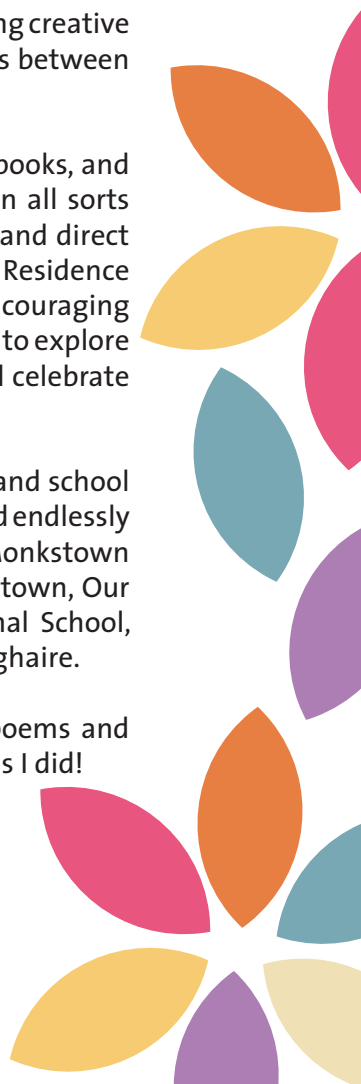 ng creative
s between
books, and
n all sorts
and direct
Residence
couraging
to explore
l celebrate
and school
d endlessly
Monkstown
town, Our
nal School,
ghaire.
poems and
s I did!